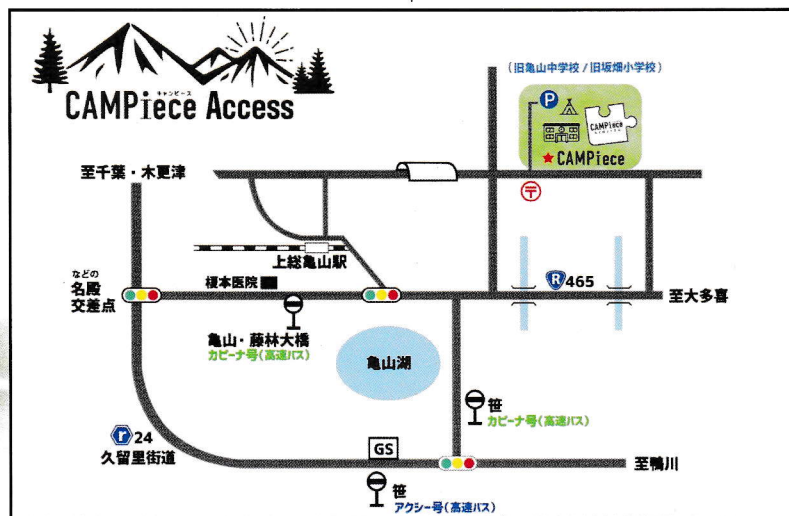 キャンピース
CAMPiece Access
(旧亀山中学校/旧坂畑小学校)
P
CAMPiece
★CAMPiece
至千葉・木更津
〒
上総亀山駅
などの
名殿
交差点
榎本医院
R 465
至大多喜
亀山・藤林大橋
カピーナ号(高速バス)
亀山湖
笹
カピーナ号(高速バス)
r 24
久留里街道
GS
至鴨川
笹
アクシー号(高速バス)